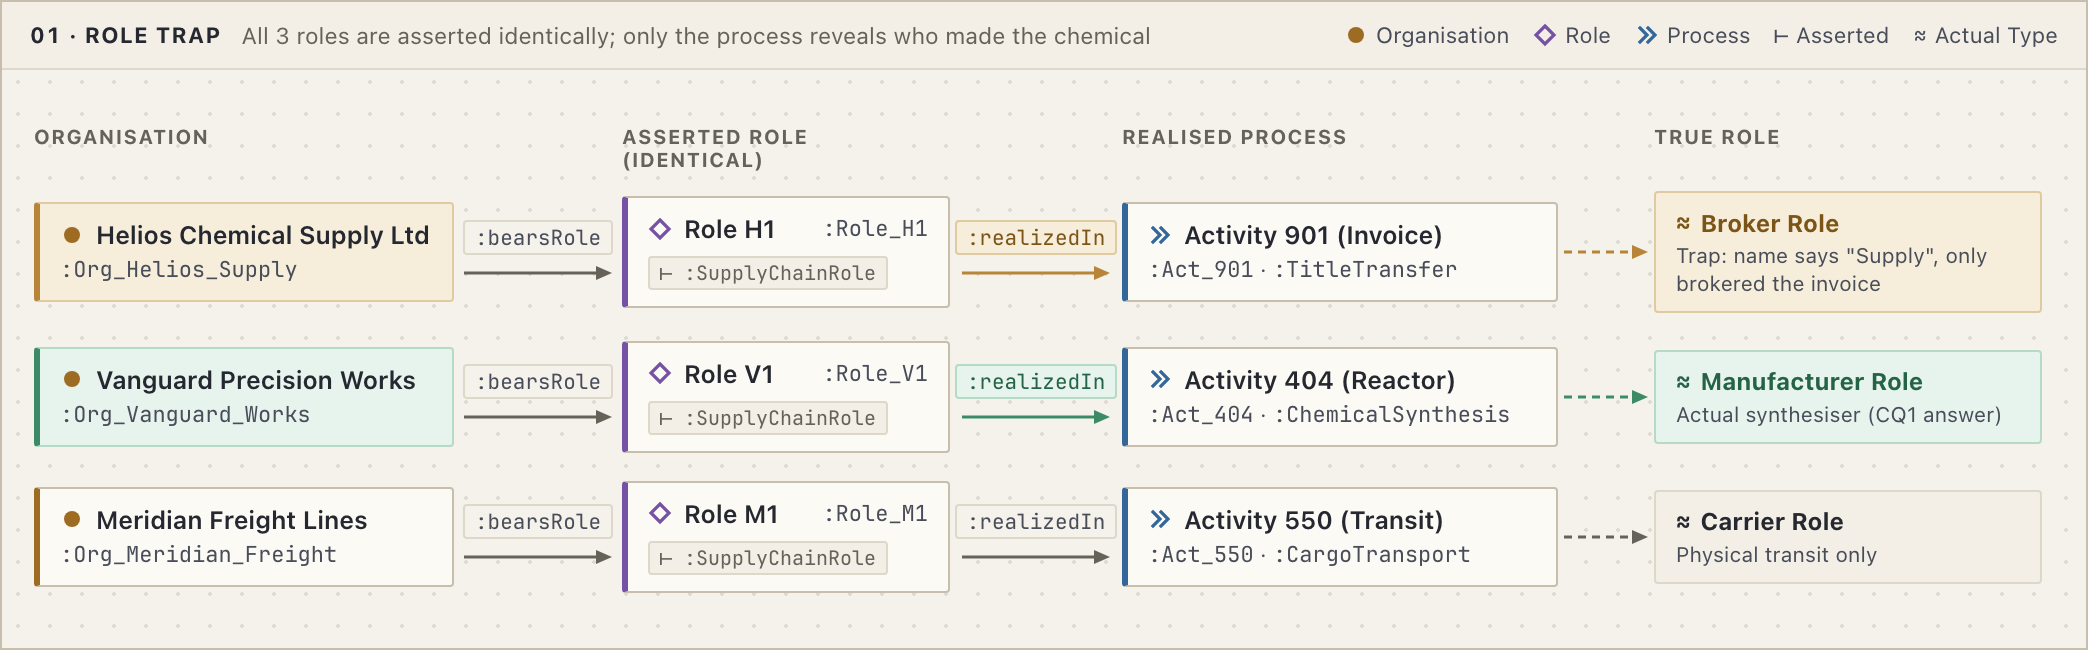 01 · ROLE TRAP All 3 roles are asserted identically; only the process reveals who made the chemical
Organisation Role Process ⊢ Asserted ≈ Actual Type
ORGANISATION
ASSERTED ROLE
(IDENTICAL)
REALISED PROCESS
TRUE ROLE
Helios Chemical Supply Ltd
:Org_Helios_Supply
:bearsRole
Role H1 :Role_H1
⊢ :SupplyChainRole
:realizedIn
Activity 901 (Invoice)
:Act_901 · :TitleTransfer
≈ Broker Role
Trap: name says "Supply", only
brokered the invoice
Vanguard Precision Works
:Org_Vanguard_Works
:bearsRole
Role V1 :Role_V1
⊢ :SupplyChainRole
:realizedIn
Activity 404 (Reactor)
:Act_404 · :ChemicalSynthesis
≈ Manufacturer Role
Actual synthesiser (CQ1 answer)
Meridian Freight Lines
:Org_Meridian_Freight
:bearsRole
Role M1 :Role_M1
⊢ :SupplyChainRole
:realizedIn
Activity 550 (Transit)
:Act_550 · :CargoTransport
≈ Carrier Role
Physical transit only